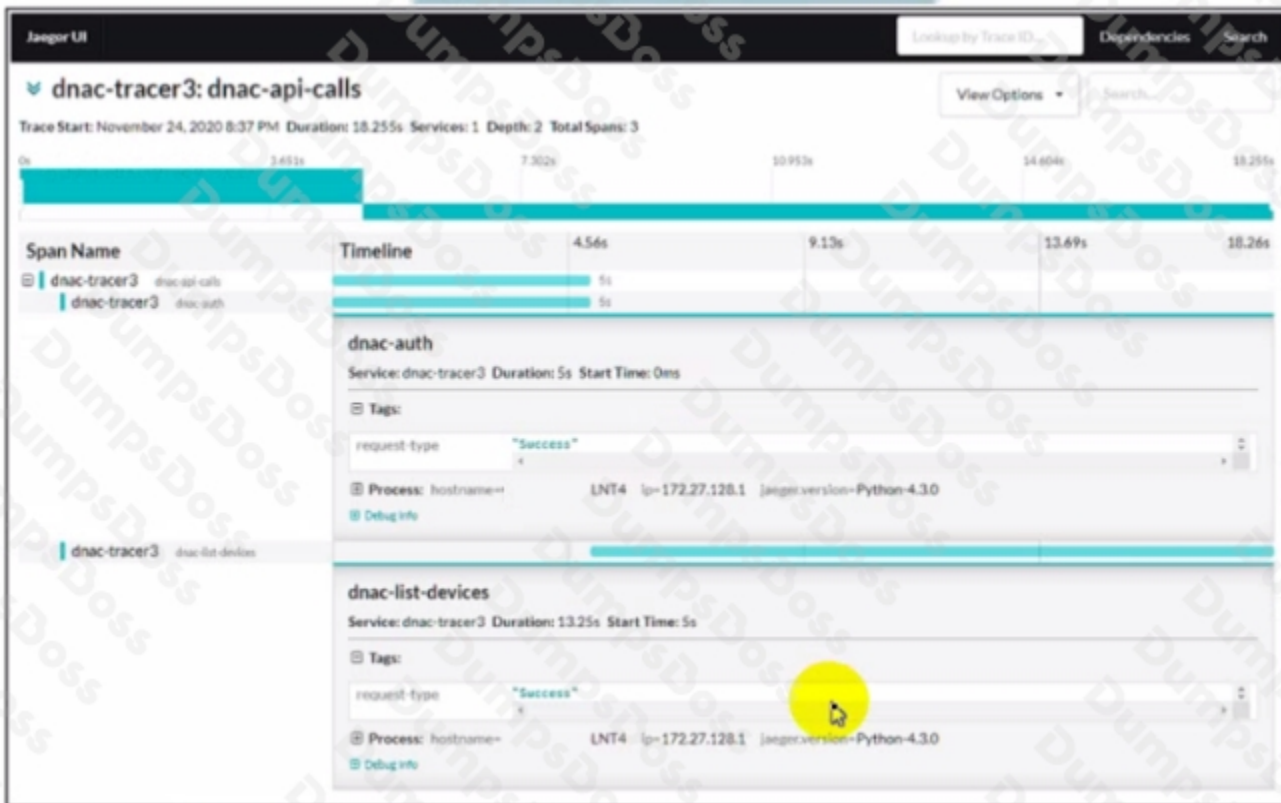 Jaeger UI
Lookup by Trace ID...
Dependencies
Search
dnac-tracer3: dnac-api-calls
View Options
Search...
Trace Start: November 24, 2020 8:37 PM Duration: 18.255s Services: 1 Depth: 2 Total Spans: 3
0s 3.651s 7.302s 10.953s 14.604s 18.255s
Span Name Timeline 4.56s 9.13s 13.69s 18.26s
dnac-tracer3 dnac-api-calls 5s
dnac-tracer3 dnac-auth 5s
dnac-auth
Service: dnac-tracer3 Duration: 5s Start Time: 0ms
Tags:
request-type "Success"
Process: hostname= LNT4 ip=172.27.128.1 jaeger.version=Python-4.3.0
Debug Info
dnac-tracer3 dnac-list-devices
dnac-list-devices
Service: dnac-tracer3 Duration: 13.25s Start Time: 5s
Tags:
request-type "Success"
Process: hostname= LNT4 ip=172.27.128.1 jaeger.version=Python-4.3.0
Debug Info
DumpsDoss